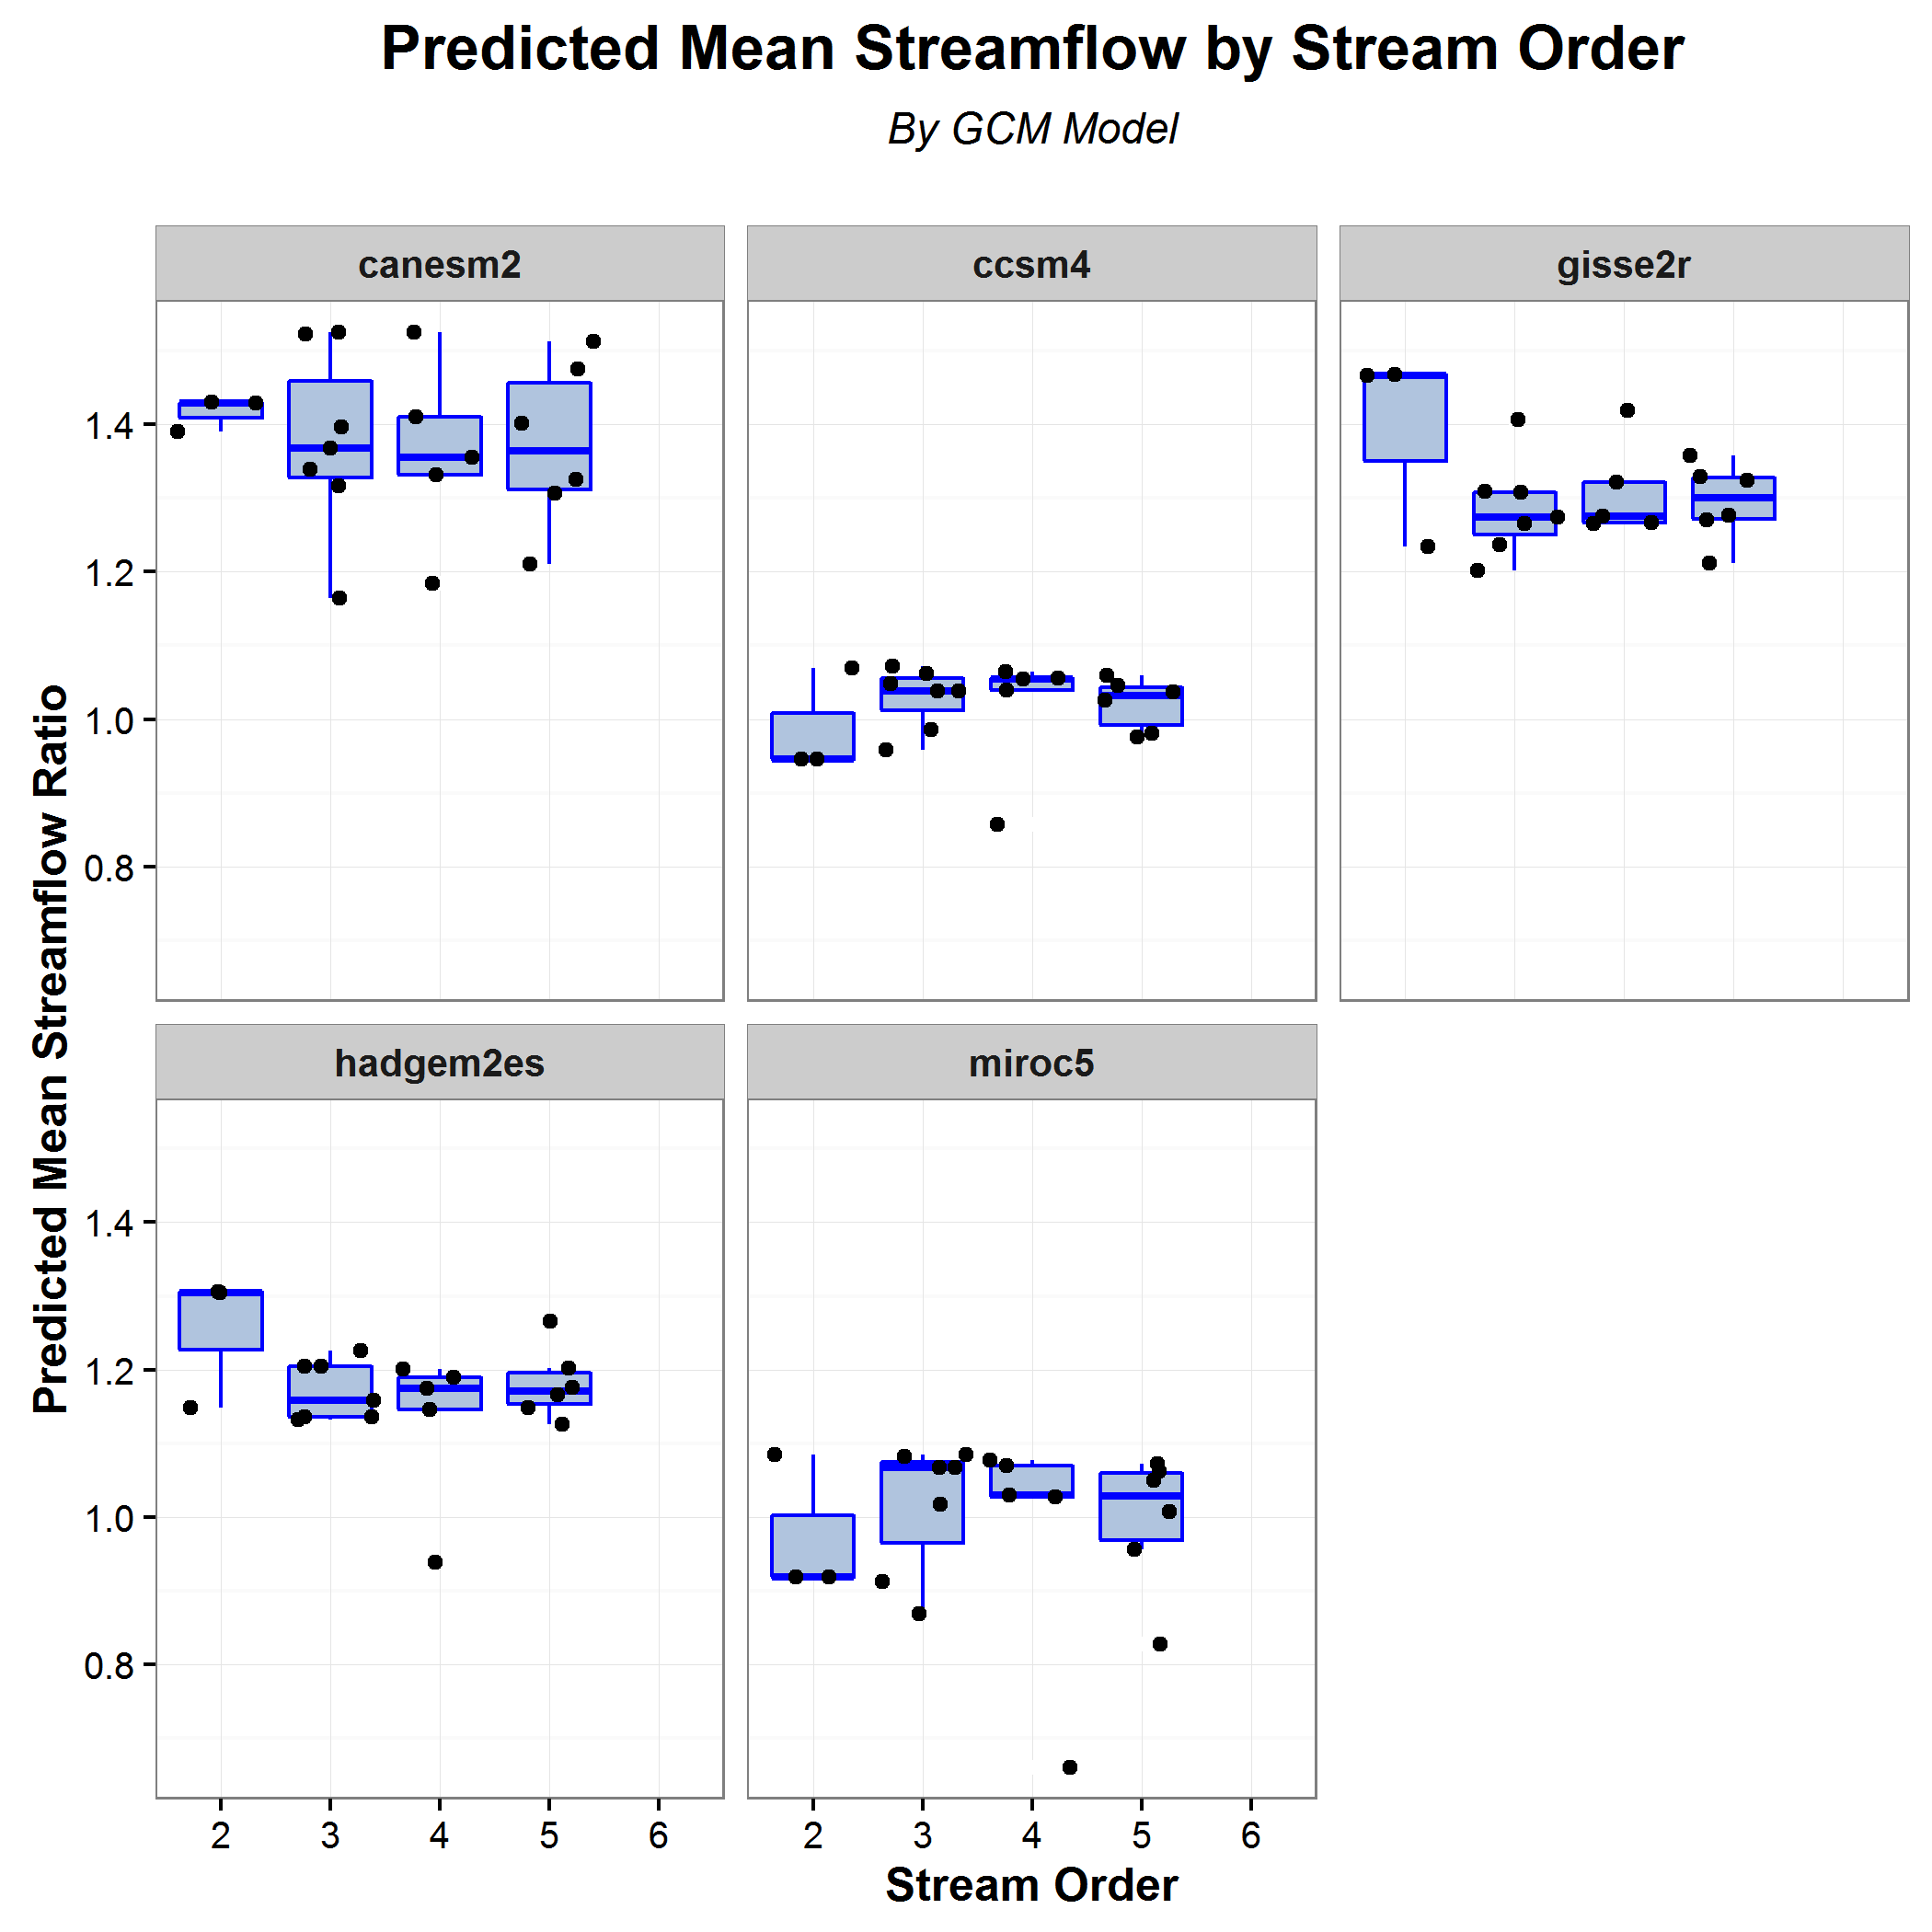 Predicted Mean Streamflow by Stream Order
By GCM Model
canesm2
ccsm4
gisse2r
1.4
1.2
1.0
0.8
Predicted Mean Streamflow Ratio
hadgem2es
miroc5
1.4
1.2
1.0
0.8
2 3 4 5 6
2 3 4 5 6
Stream Order